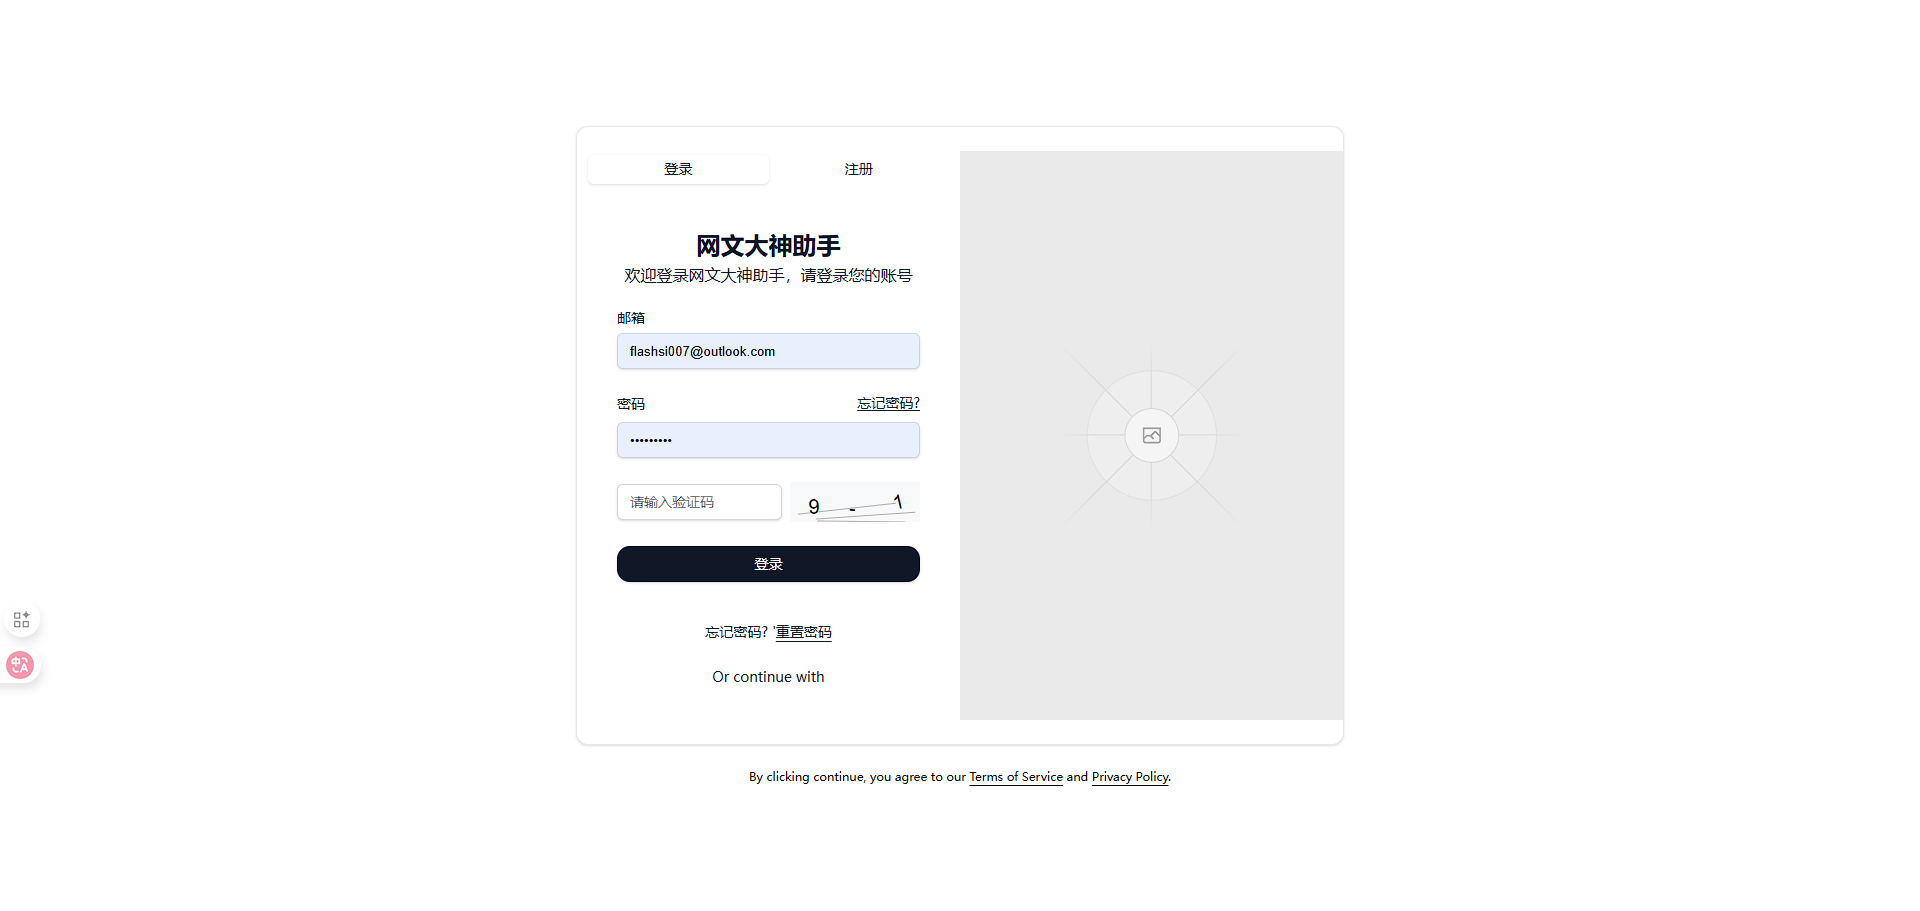 登录
注册
网文大神助手
欢迎登录网文大神助手，请登录您的账号
邮箱
flashsi007@outlook.com
密码
忘记密码?
•••••••••
请输入验证码
9 - 1
登录
忘记密码? '重置密码
Or continue with
By clicking continue, you agree to our Terms of Service and Privacy Policy.
中A